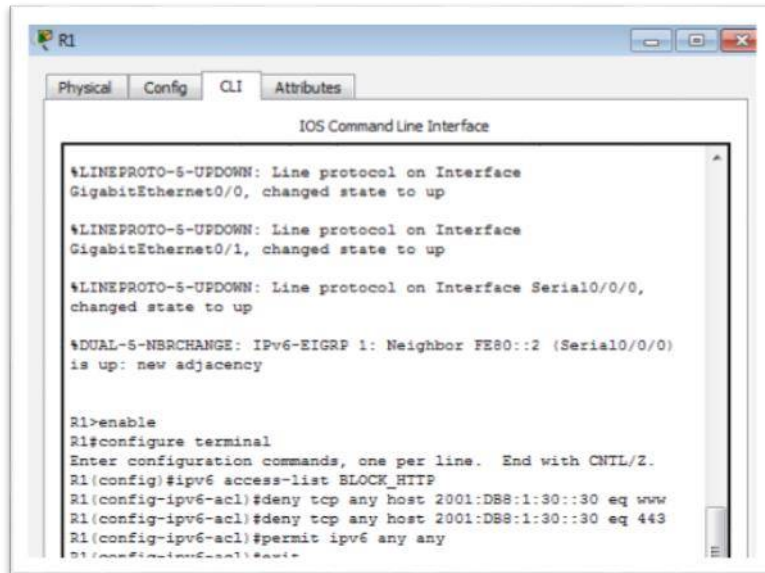 R1
Physical Config CLI Attributes
IOS Command Line Interface
%LINEPROTO-5-UPDOWN: Line protocol on Interface
GigabitEthernet0/0, changed state to up
%LINEPROTO-5-UPDOWN: Line protocol on Interface
GigabitEthernet0/1, changed state to up
%LINEPROTO-5-UPDOWN: Line protocol on Interface Serial0/0/0,
changed state to up
%DUAL-5-NBRCHANGE: IPv6-EIGRP 1: Neighbor FE80::2 (Serial0/0/0)
is up: new adjacency
R1>enable
R1#configure terminal
Enter configuration commands, one per line. End with CNTL/Z.
R1(config)#ipv6 access-list BLOCK_HTTP
R1(config-ipv6-acl)#deny tcp any host 2001:DB8:1:30::30 eq www
R1(config-ipv6-acl)#deny tcp any host 2001:DB8:1:30::30 eq 443
R1(config-ipv6-acl)#permit ipv6 any any
R1(config-ipv6-acl)#exit